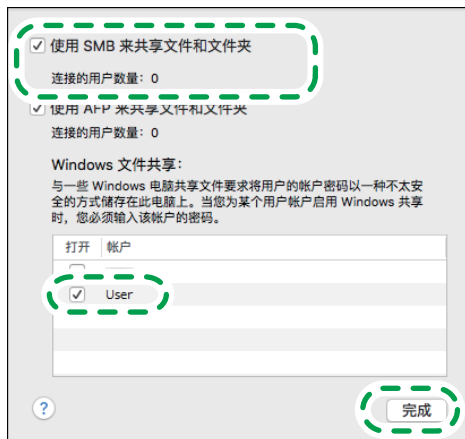 使用 SMB 来共享文件和文件夹
连接的用户数量：0
使用 AFP 来共享文件和文件夹
连接的用户数量：0
Windows 文件共享：
与一些 Windows 电脑共享文件要求将用户的帐户密码以一种不太安
全的方式储存在此电脑上。当您为某个用户帐户启用 Windows 共享
时，您必须输入该帐户的密码。
打开 帐户
User
? 完成